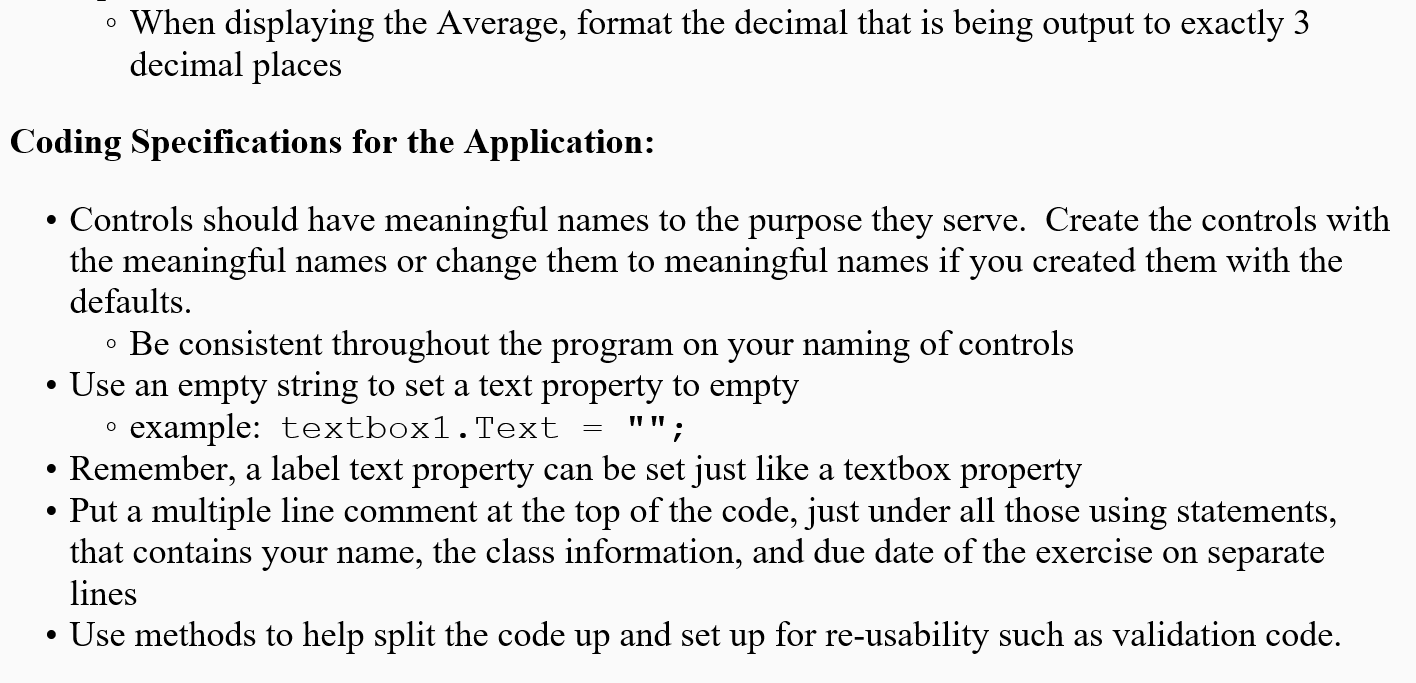 ◦ When displaying the Average, format the decimal that is being output to exactly 3
decimal places
Coding Specifications for the Application:
• Controls should have meaningful names to the purpose they serve.  Create the controls with
the meaningful names or change them to meaningful names if you created them with the
defaults.
◦ Be consistent throughout the program on your naming of controls
• Use an empty string to set a text property to empty
◦ example: textbox1.Text = "";
• Remember, a label text property can be set just like a textbox property
• Put a multiple line comment at the top of the code, just under all those using statements,
that contains your name, the class information, and due date of the exercise on separate
lines
• Use methods to help split the code up and set up for re-usability such as validation code.